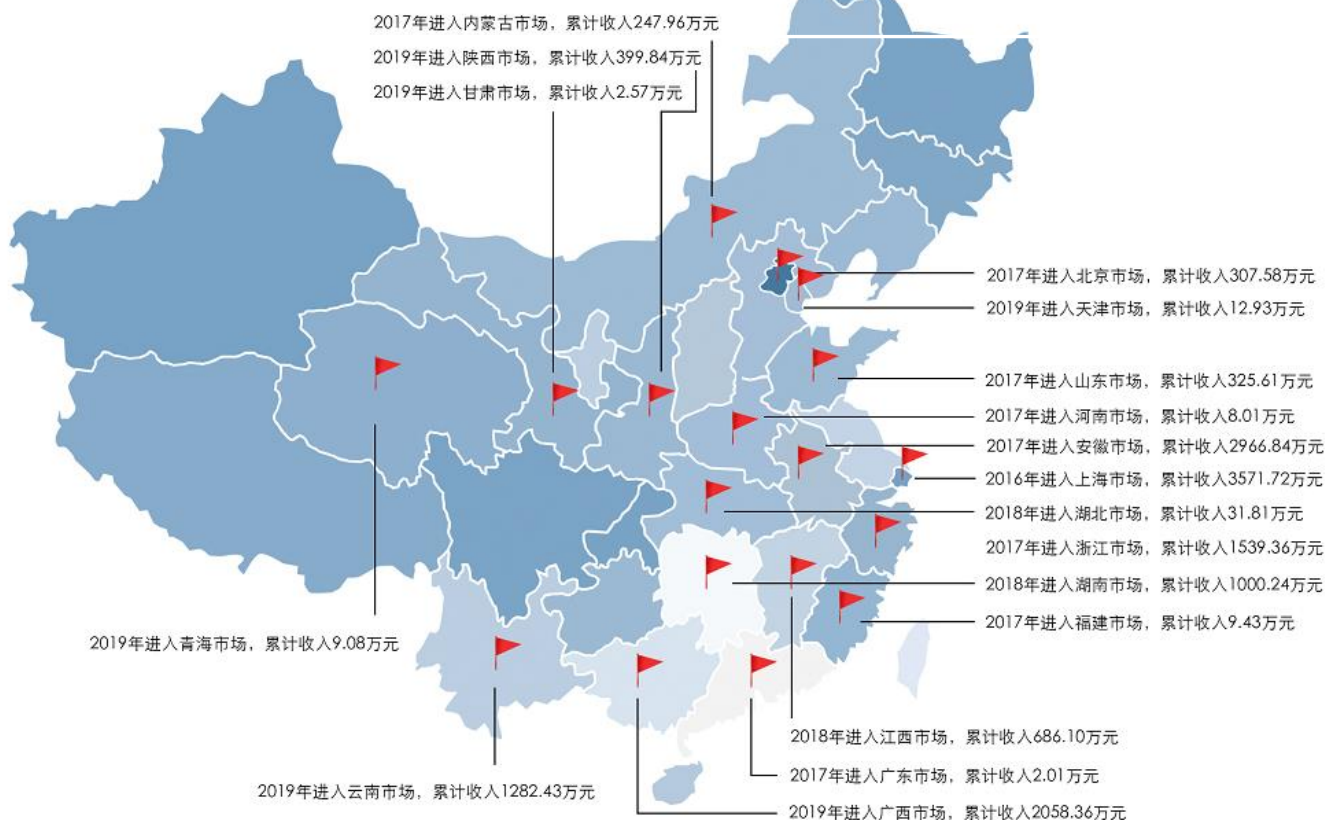 2017年进入内蒙古市场，累计收入247.96万元
2019年进入陕西市场，累计收入399.84万元
2019年进入甘肃市场，累计收入2.57万元
2017年进入北京市场，累计收入307.58万元
2019年进入天津市场，累计收入12.93万元
2017年进入山东市场，累计收入325.61万元
2017年进入河南市场，累计收入8.01万元
2017年进入安徽市场，累计收入2966.84万元
2016年进入上海市场，累计收入3571.72万元
2018年进入湖北市场，累计收入31.81万元
2017年进入浙江市场，累计收入1539.36万元
2018年进入湖南市场，累计收入1000.24万元
2017年进入福建市场，累计收入9.43万元
2019年进入青海市场，累计收入9.08万元
2018年进入江西市场，累计收入686.10万元
2017年进入广东市场，累计收入2.01万元
2019年进入云南市场，累计收入1282.43万元
2019年进入广西市场，累计收入2058.36万元